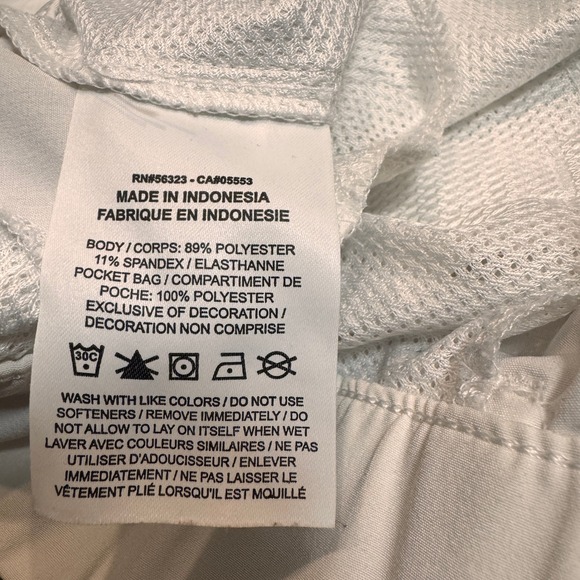 RN#56323 - CA#05553
MADE IN INDONESIA
FABRIQUE EN INDONESIE
BODY / CORPS: 89% POLYESTER
11% SPANDEX / ELASTHANNE
POCKET BAG / COMPARTIMENT DE
POCHE: 100% POLYESTER
EXCLUSIVE OF DECORATION /
DECORATION NON COMPRISE
30C
WASH WITH LIKE COLORS / DO NOT USE
SOFTENERS / REMOVE IMMEDIATELY / DO
NOT ALLOW TO LAY ON ITSELF WHEN WET
LAVER AVEC COULEURS SIMILAIRES / NE PAS
UTILISER D'ADOUCISSEUR / ENLEVER
IMMEDIATEMENT / NE PAS LAISSER LE
VÊTEMENT PLIÉ LORSQU'IL EST MOUILLÉ